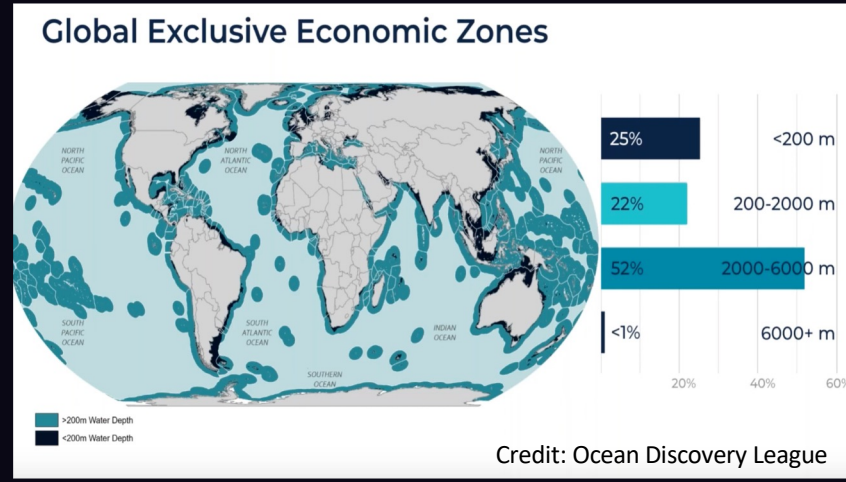 Global Exclusive Economic Zones
NORTH
PACIFIC
OCEAN
NORTH
ATLANTIC
OCEAN
NORTH
PACIFIC
OCEAN
SOUTH
PACIFIC
OCEAN
SOUTH
ATLANTIC
OCEAN
INDIAN
OCEAN
SOUTHERN
OCEAN
>200m Water Depth
<200m Water Depth
25% <200 m
22% 200-2000 m
52% 2000-6000 m
<1% 6000+ m
20% 40% 60%
Credit: Ocean Discovery League